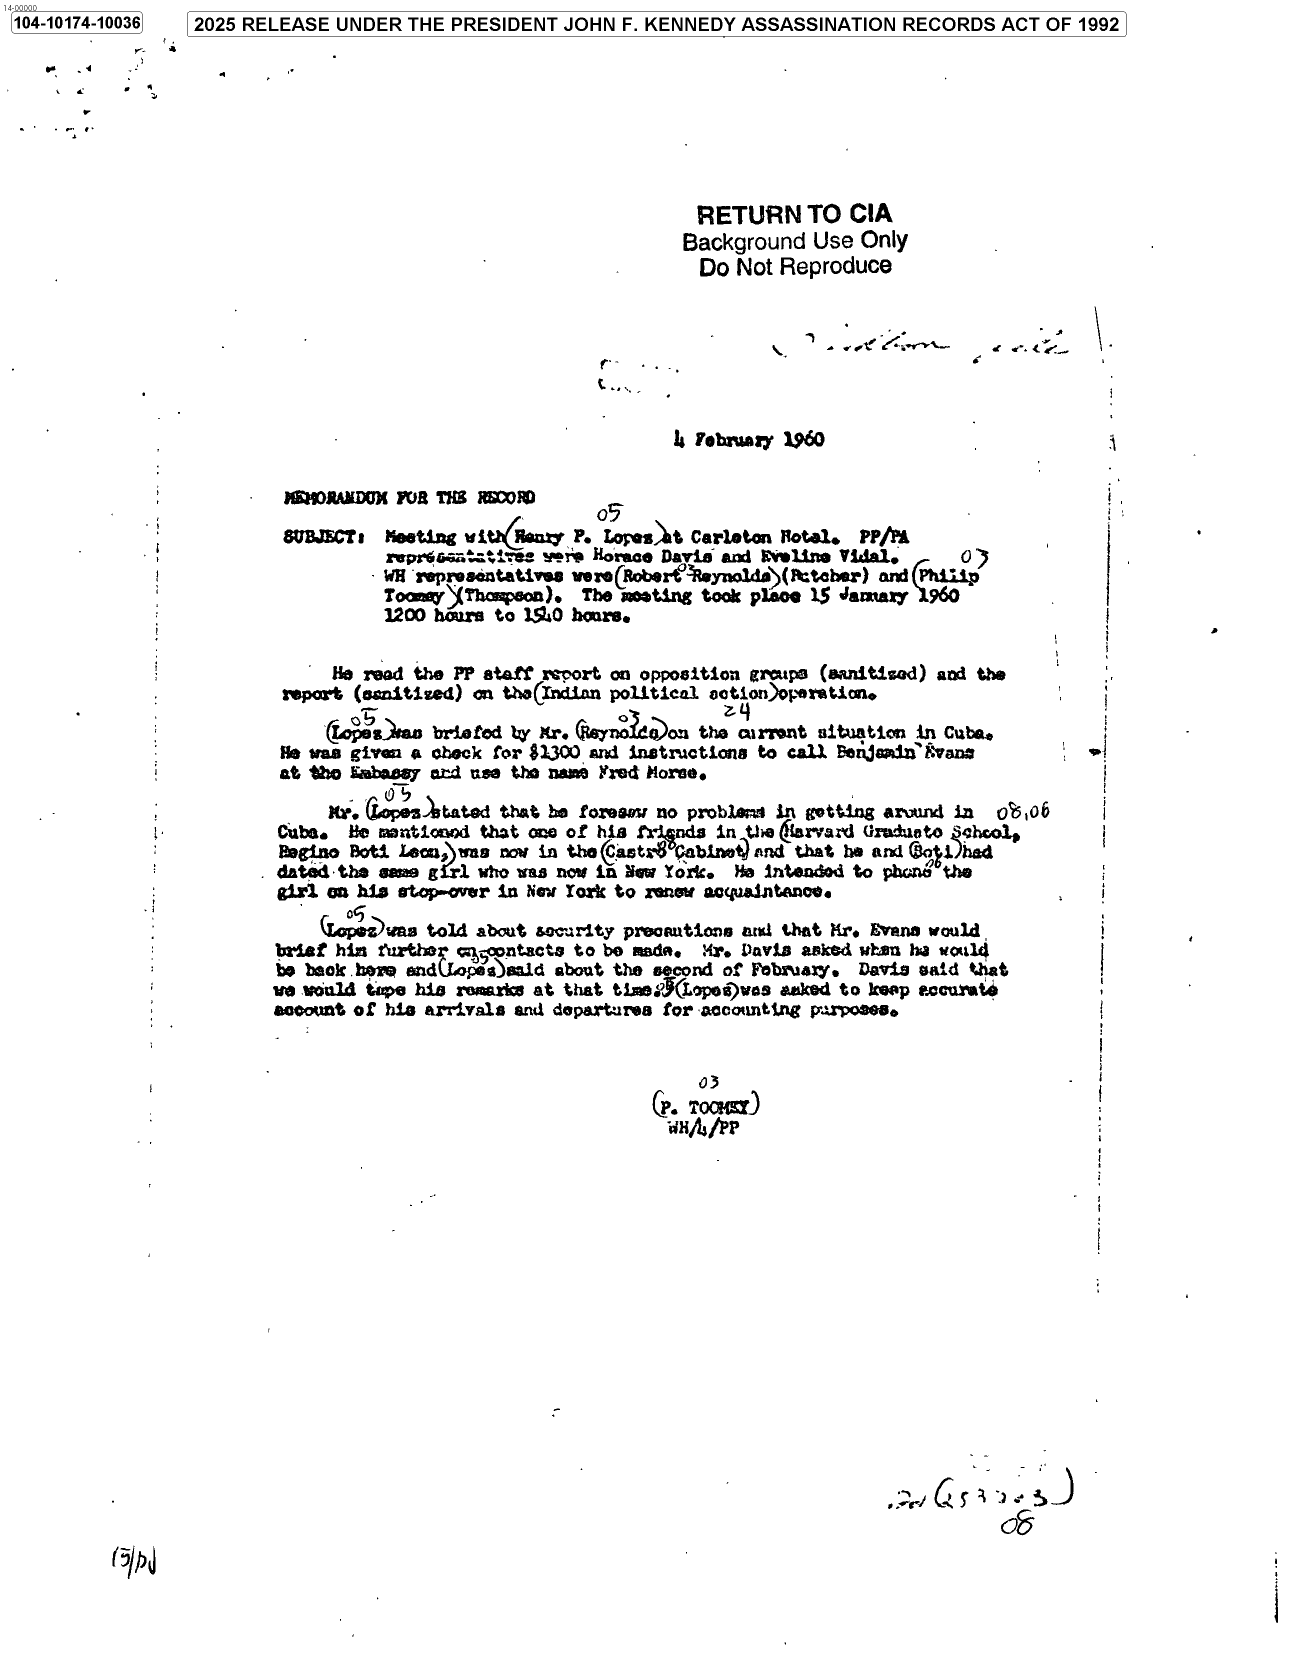 14-00000
104-10174-10036
2025 RELEASE UNDER THE PRESIDENT JOHN F. KENNEDY ASSASSINATION RECORDS ACT OF 1992
RETURN TO CIA
Background Use Only
Do Not Reproduce
4 February 1960
MEMORANDUM FOR THE RECORD
05
SUBJECT: Meeting with (Henry P. Lopez) at Carleton Hotel. PP/PA
representatives were Horace Davis and Eveline Vidal. 03
WH representatives were (Robert Reynolds) (Patcher) and (Philip
03
Toomey) (Thompson). The meeting took place 15 January 1960
1200 hours to 1540 hours.
He read the PP staff report on opposition groups (sanitized) and the
report (sanitized) on the (Indian political action) operation.
05 03 24
(Lopez) was briefed by Mr. (Reynolds) on the current situation in Cuba.
He was given a check for $1300 and instructions to call Benjamin Evans
at the Embassy and use the name Fred Morse.
05
Mr. (Lopez) stated that he foresaw no problems in getting around in 08,06
Cuba. He mentioned that one of his friends in the (Harvard Graduate School,
Regino Boti Leon,) was now in the (Castro Cabinet) and that he and (Boti) had
dated the same girl who was now in New York. He intended to phone the
06
girl on his stop-over in New York to renew acquaintance.
05
(Lopez) was told about security precautions and that Mr. Evans would
brief him further on contacts to be made. Mr. Davis asked when he would
05
be back here and (Lopez) said about the second of February. Davis said that
we would tape his remarks at that time. (Lopez) was asked to keep accurate
account of his arrivals and departures for accounting purposes.
03
(P. TOOMEY)
WH/4/PP
08